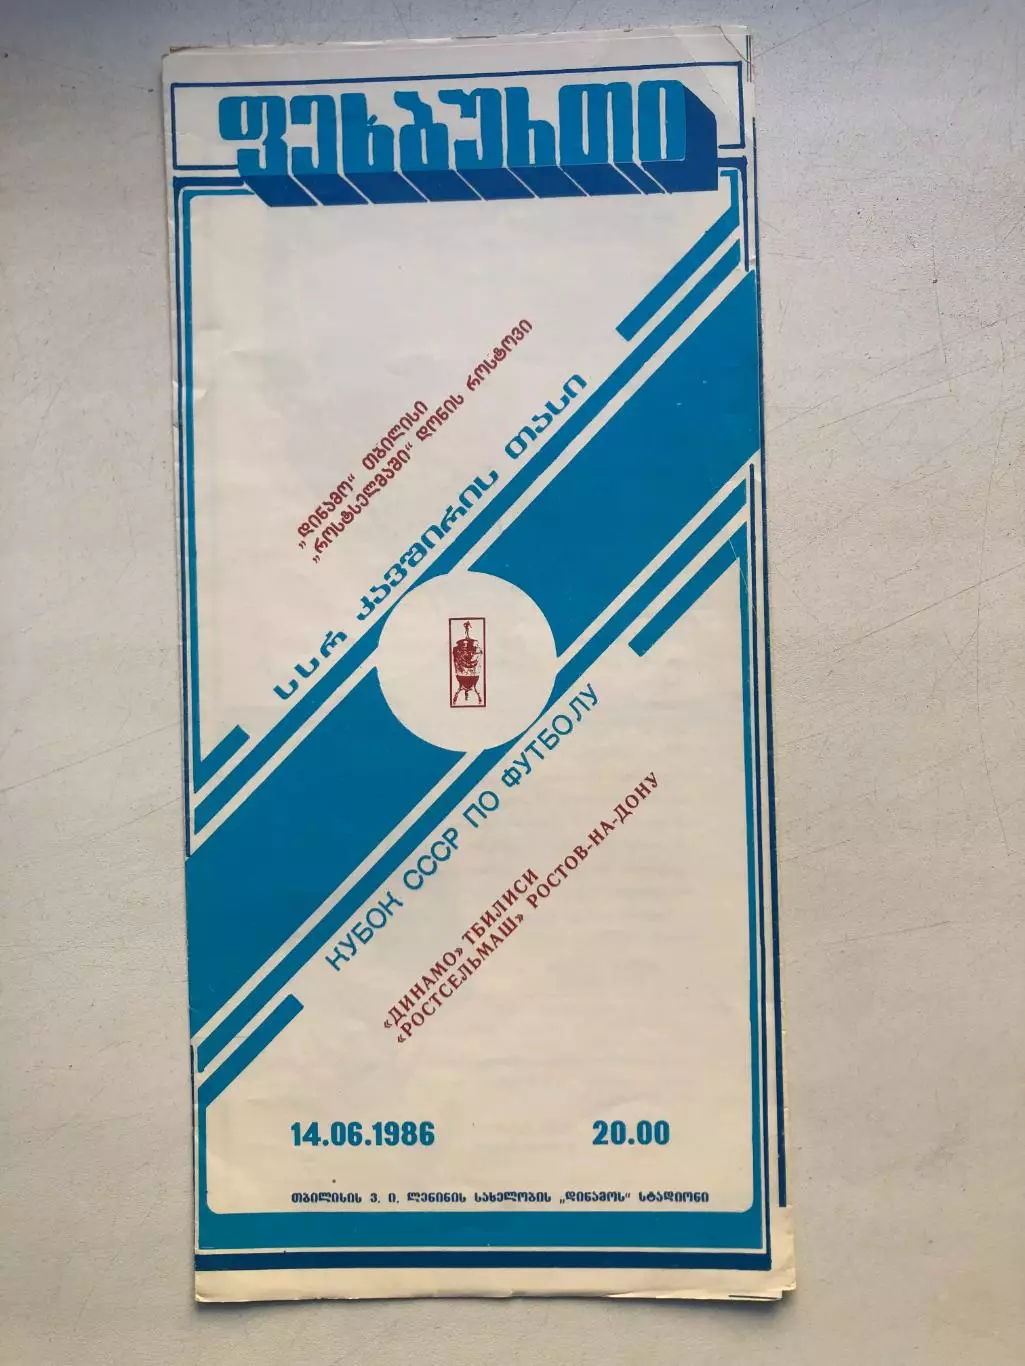 ფეხბურთი
„დინამო“ თბილისი
„როსტსელმაში“ დონის როსტოვი
სსრ კავშირის თასი
КУБОК СССР ПО ФУТБОЛУ
«ДИНАМО» ТБИЛИСИ
«РОСТСЕЛЬМАШ» РОСТОВ-НА-ДОНУ
14.06.1986 20.00
თბილისის ვ. ი. ლენინის სახელობის „დინამოს“ სტადიონი